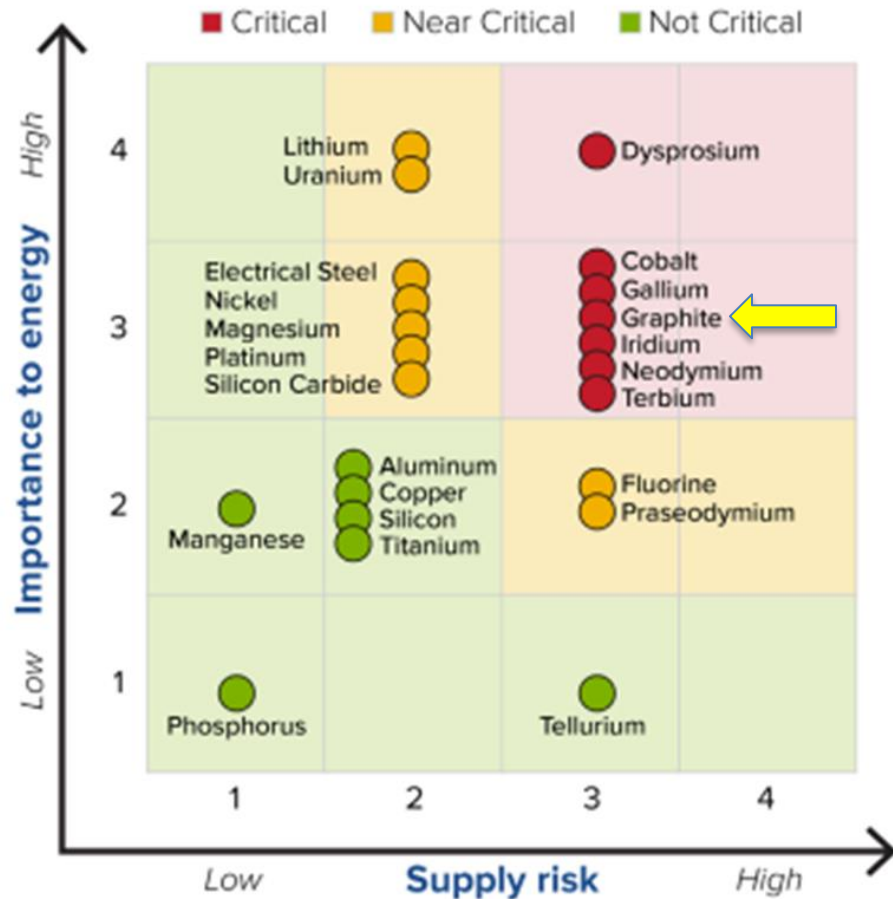 Critical Near Critical Not Critical
High
4
Lithium
Uranium
Dysprosium
Importance to energy
3
Electrical Steel
Nickel
Magnesium
Platinum
Silicon Carbide
Cobalt
Gallium
Graphite
Iridium
Neodymium
Terbium
2
Manganese
Aluminum
Copper
Silicon
Titanium
Fluorine
Praseodymium
Low
1
Phosphorus
Tellurium
1 2 3 4
Low Supply risk High